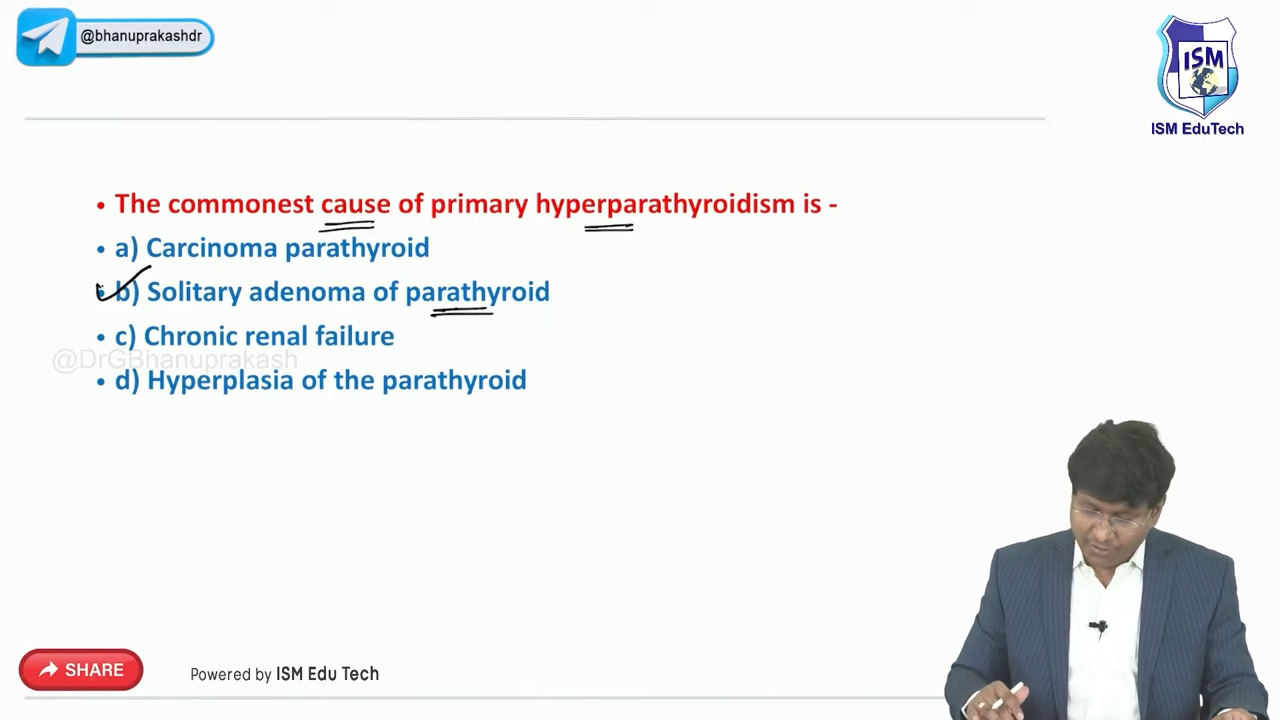 @bhanuprakashdr
ISM
ISM EduTech
• The commonest cause of primary hyperparathyroidism is -
• a) Carcinoma parathyroid
• b) Solitary adenoma of parathyroid
• c) Chronic renal failure
@DrGBhanuprakash
• d) Hyperplasia of the parathyroid
SHARE
Powered by ISM Edu Tech